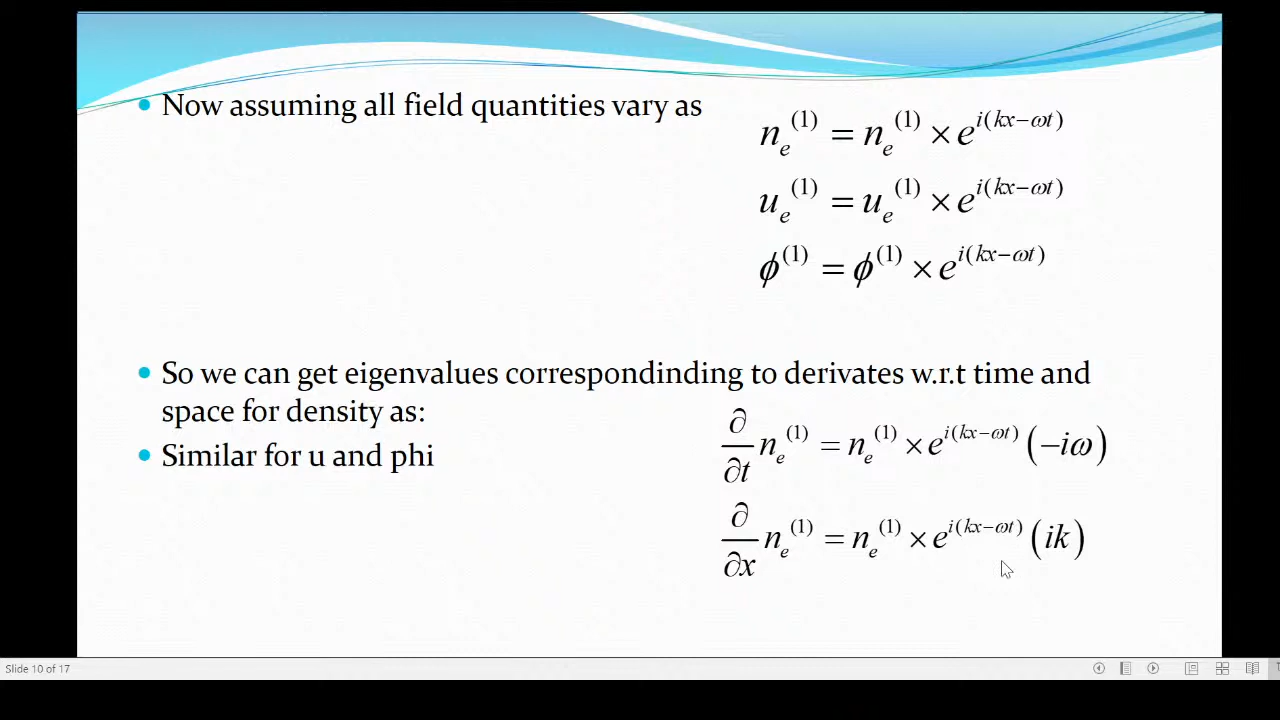 Now assuming all field quantities vary as
n_e^(1) = n_e^(1) × e^{i(kx−ωt)}
u_e^(1) = u_e^(1) × e^{i(kx−ωt)}
ϕ^(1) = ϕ^(1) × e^{i(kx−ωt)}
So we can get eigenvalues correspondinding to derivates w.r.t time and
space for density as:
Similar for u and phi
∂/∂t n_e^(1) = n_e^(1) × e^{i(kx−ωt)} (−iω)
∂/∂x n_e^(1) = n_e^(1) × e^{i(kx−ωt)} (ik)
Slide 10 of 17